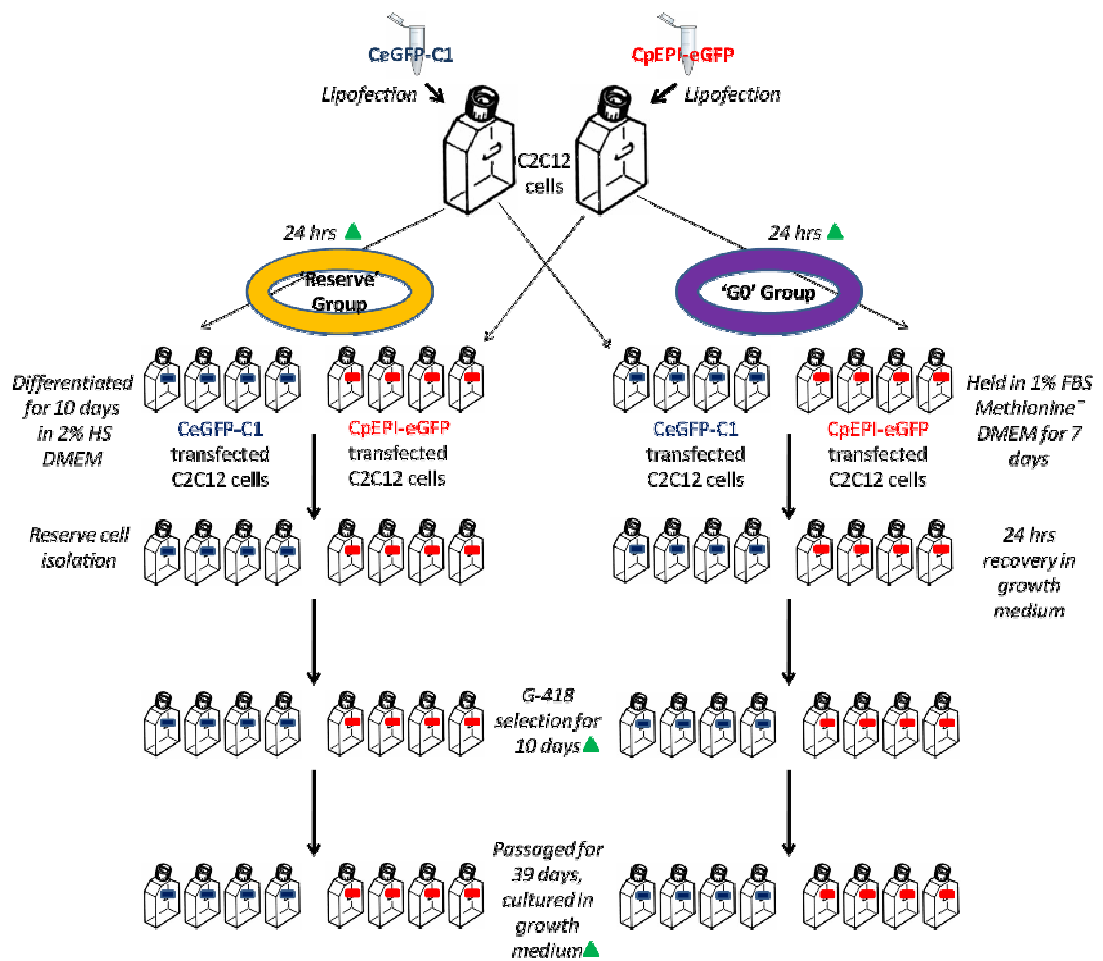 CeGFP-C1
CpEPI-eGFP
Lipofection
Lipofection
C2C12
cells
24 hrs
24 hrs
'Reserve'
Group
'G0' Group
Differentiated
for 10 days
in 2% HS
DMEM
CeGFP-C1
transfected
C2C12 cells
CpEPI-eGFP
transfected
C2C12 cells
CeGFP-C1
transfected
C2C12 cells
CpEPI-eGFP
transfected
C2C12 cells
Held in 1% FBS
Methionine⁻
DMEM for 7
days
Reserve cell
isolation
24 hrs
recovery in
growth
medium
G-418
selection for
10 days
Passaged for
39 days,
cultured in
growth
medium